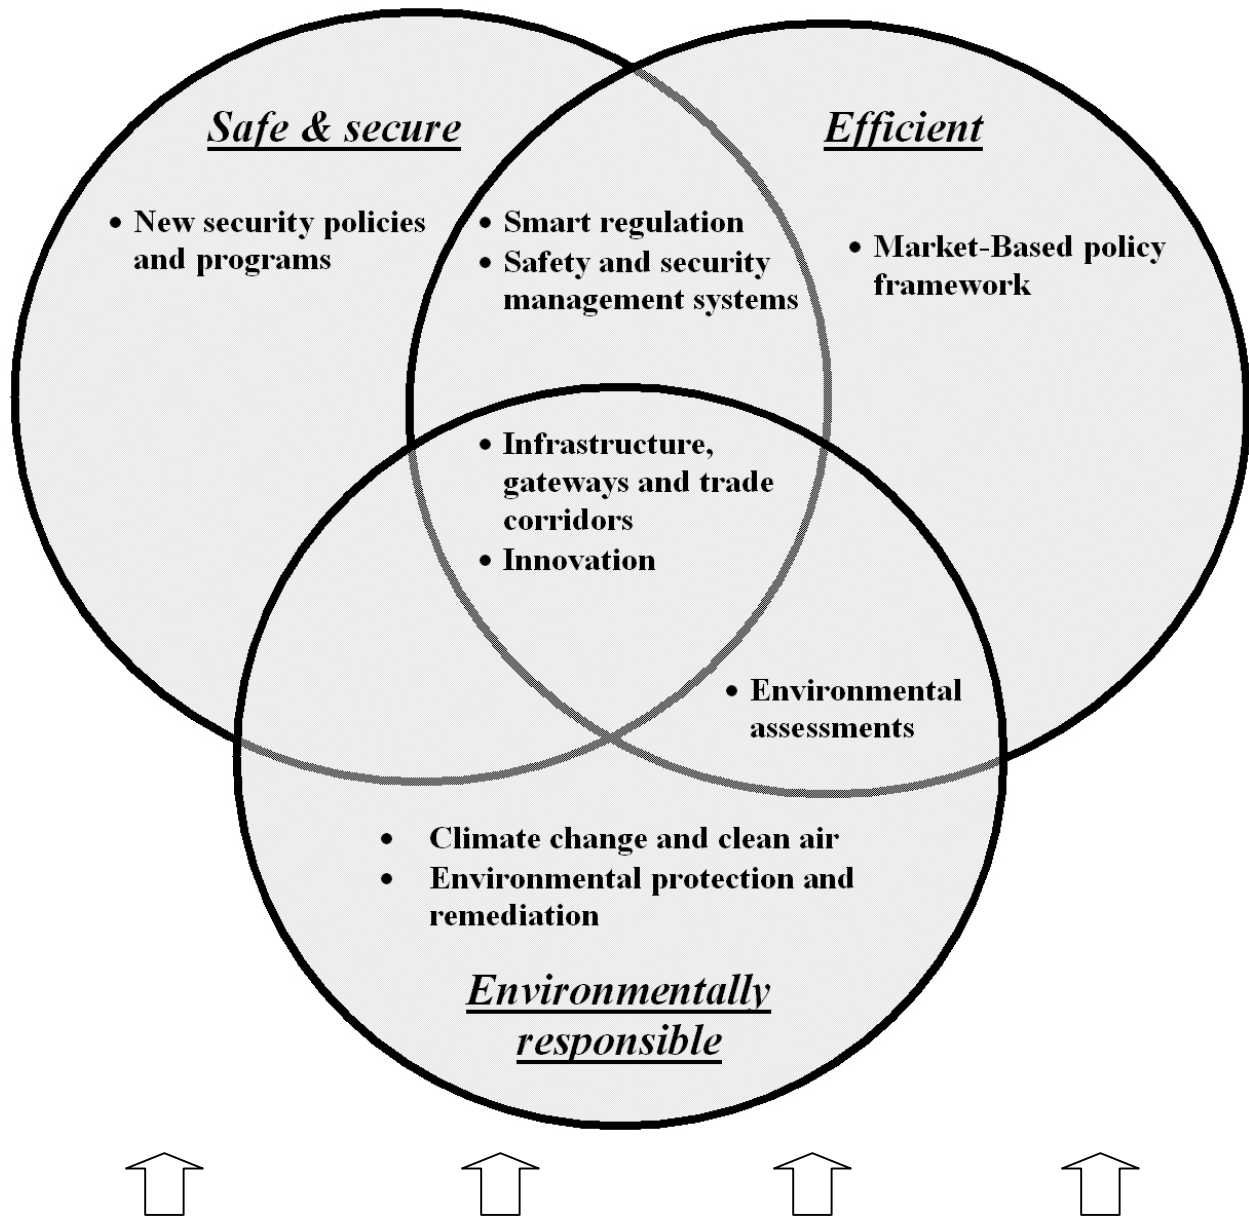 Safe & secure
Efficient
• New security policies
and programs
• Smart regulation
• Safety and security
management systems
• Market-Based policy
framework
• Infrastructure,
gateways and trade
corridors
• Innovation
• Environmental
assessments
• Climate change and clean air
• Environmental protection and
remediation
Environmentally
responsible